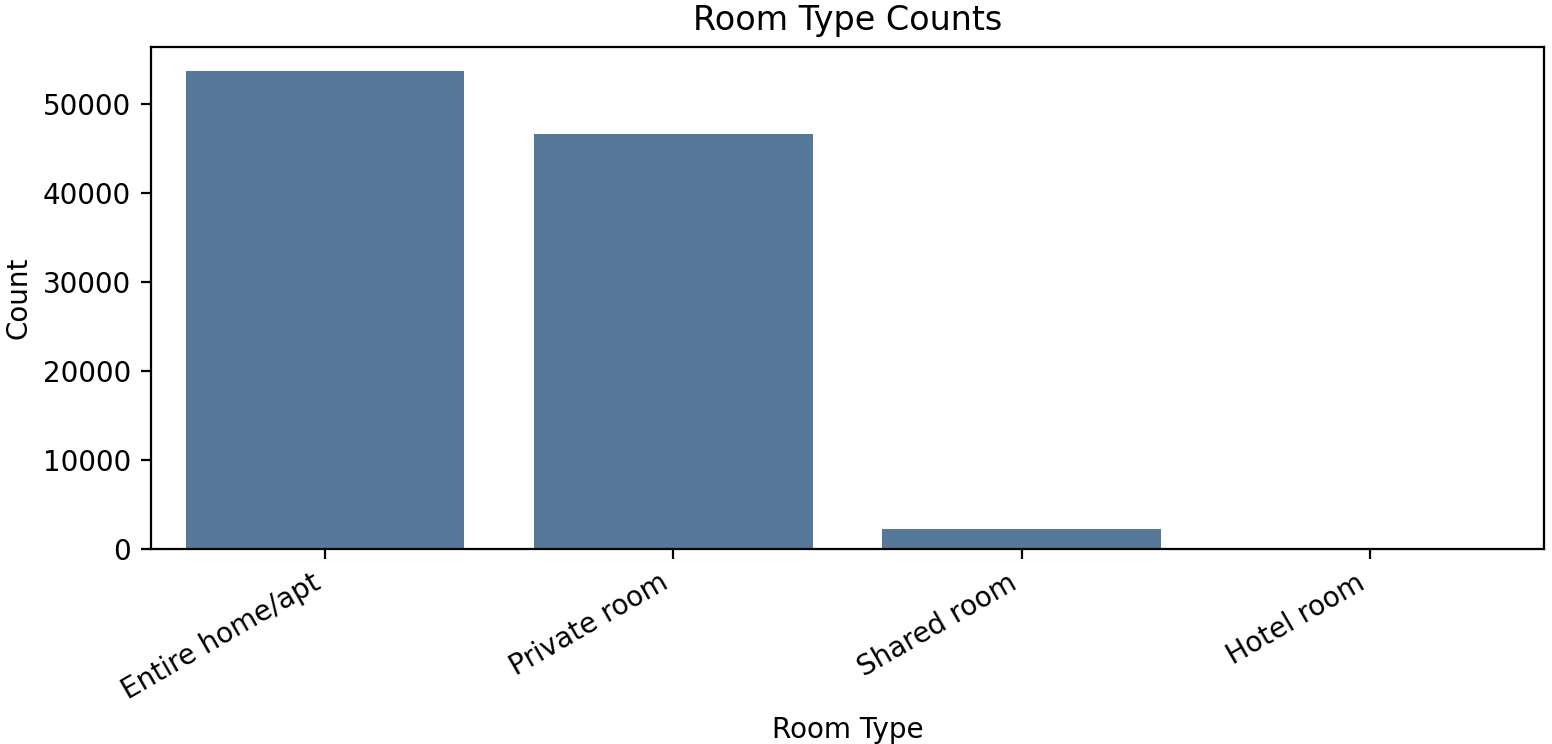 Room Type Counts
Count
50000
40000
30000
20000
10000
0
Entire home/apt
Private room
Shared room
Hotel room
Room Type